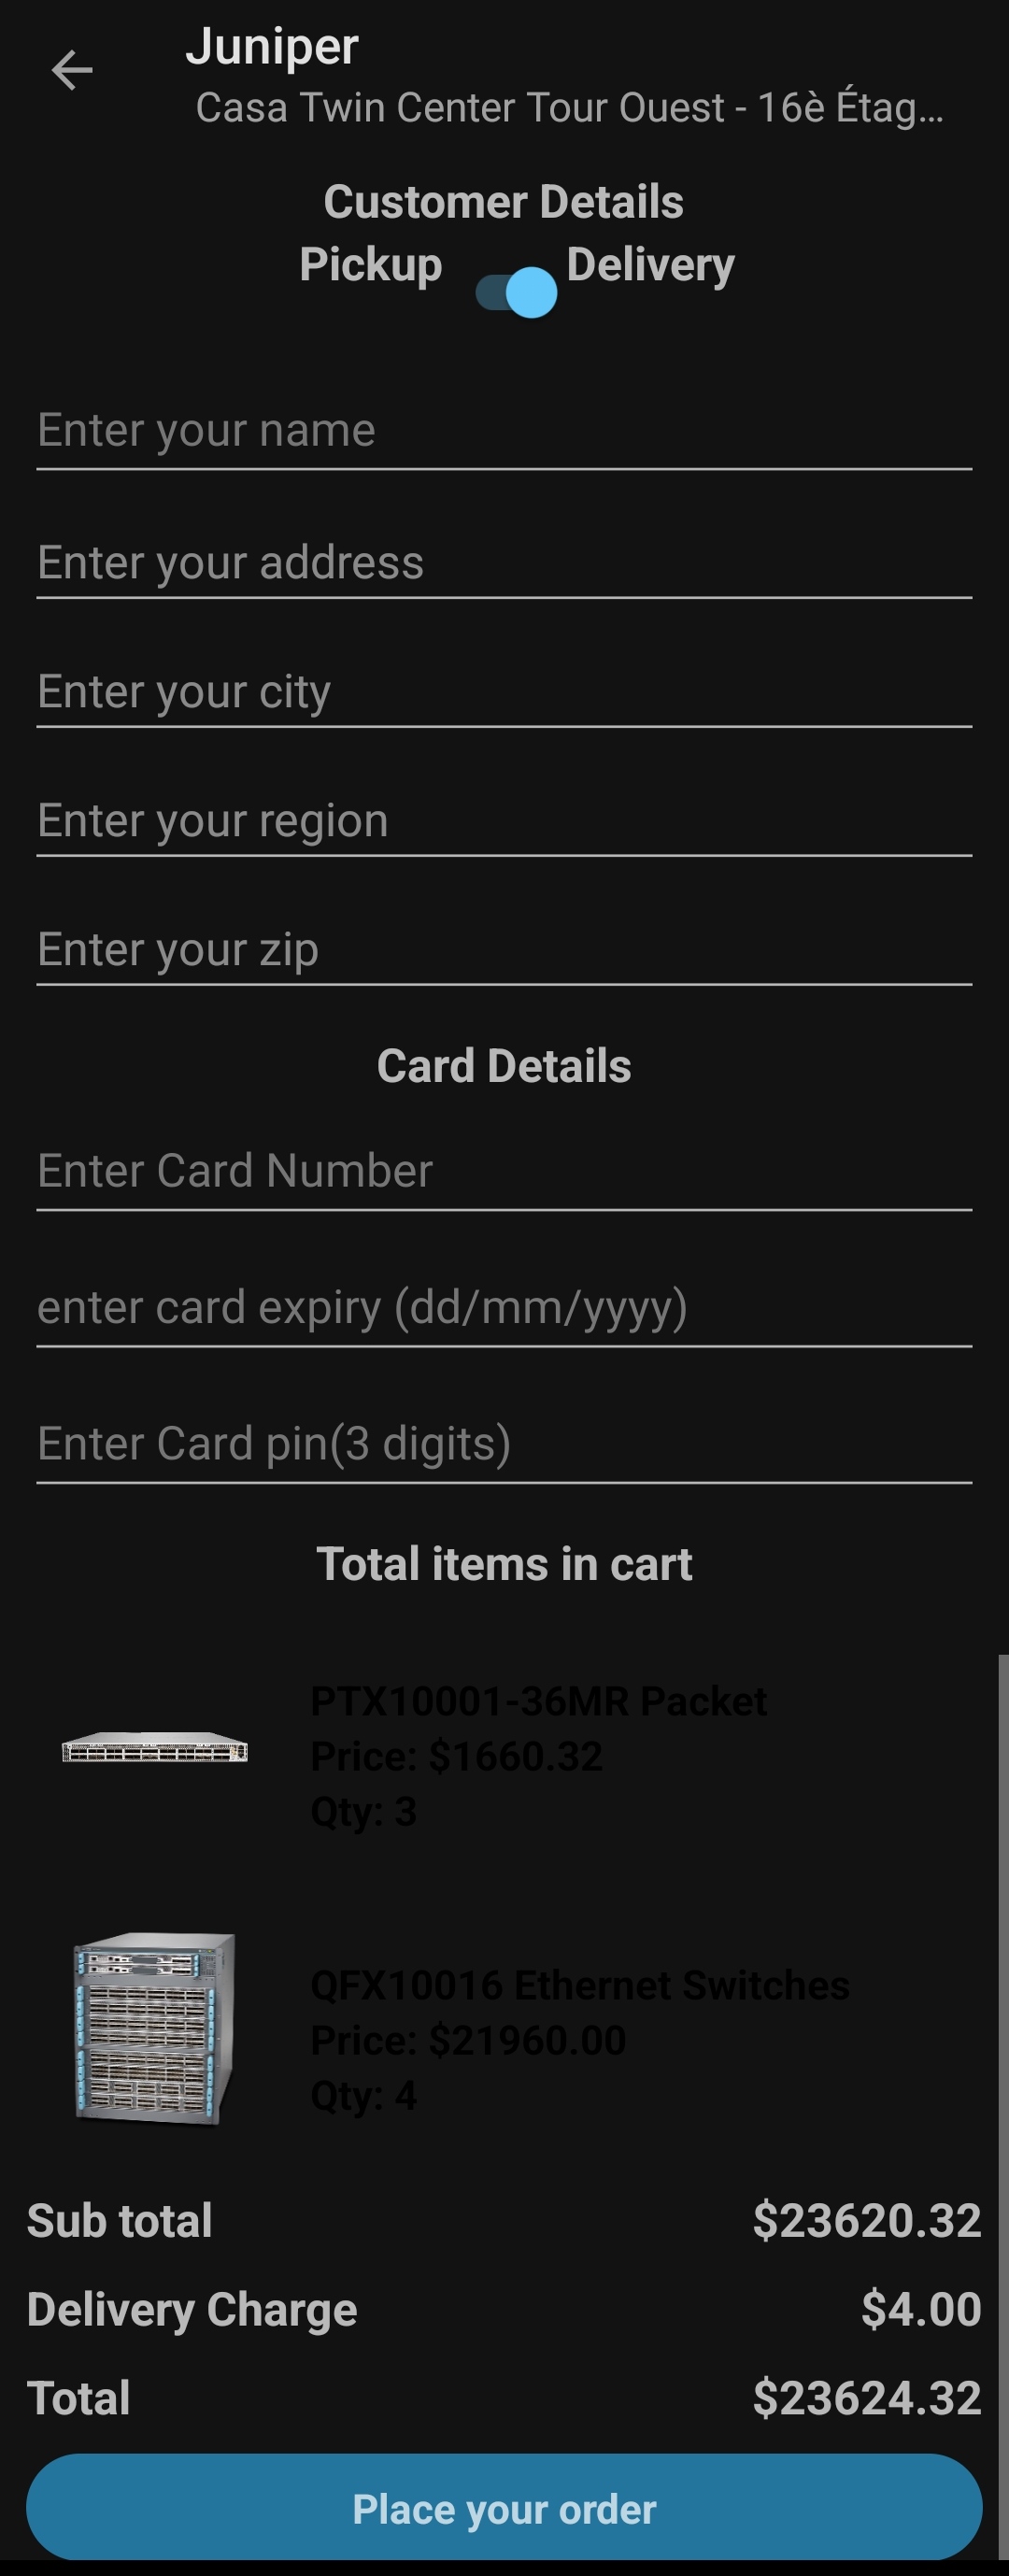 Juniper
Casa Twin Center Tour Ouest - 16è Étag...
Customer Details
Pickup Delivery
Enter your name
Enter your address
Enter your city
Enter your region
Enter your zip
Card Details
Enter Card Number
enter card expiry (dd/mm/yyyy)
Enter Card pin(3 digits)
Total items in cart
PTX10001-36MR Packet
Price: $1660.32
Qty: 3
QFX10016 Ethernet Switches
Price: $21960.00
Qty: 4
Sub total $23620.32
Delivery Charge $4.00
Total $23624.32
Place your order